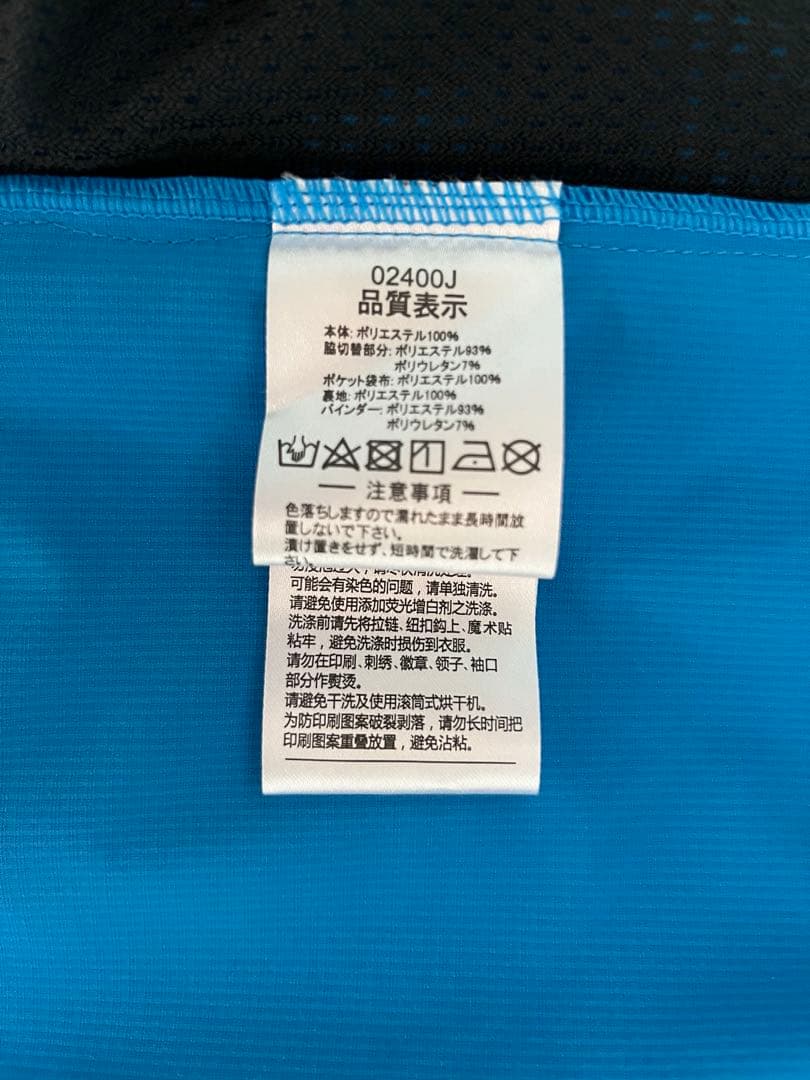 02400J
品質表示
本体: ポリエステル100%
脇切替部分: ポリエステル93%
ポリウレタン7%
ポケット袋布: ポリエステル100%
裏地: ポリエステル100%
バインダー: ポリエステル93%
ポリウレタン7%
注意事項
色落ちしますので濡れたまま長時間放
置しないで下さい。
漬け置きをせず、短時間で洗濯して下
さい。
可能会有染色的问题，请单独清洗。
请避免使用添加荧光增白剂之洗涤。
洗涤前请先将拉链、纽扣鈎上、魔术贴
粘牢，避免洗涤时损伤到衣服。
请勿在印刷、刺绣、徽章、领子、袖口
部分作熨烫。
请避免干洗及使用滚筒式烘干机。
为防印刷图案破裂剥落，请勿长时间把
印刷图案重叠放置，避免沾粘。